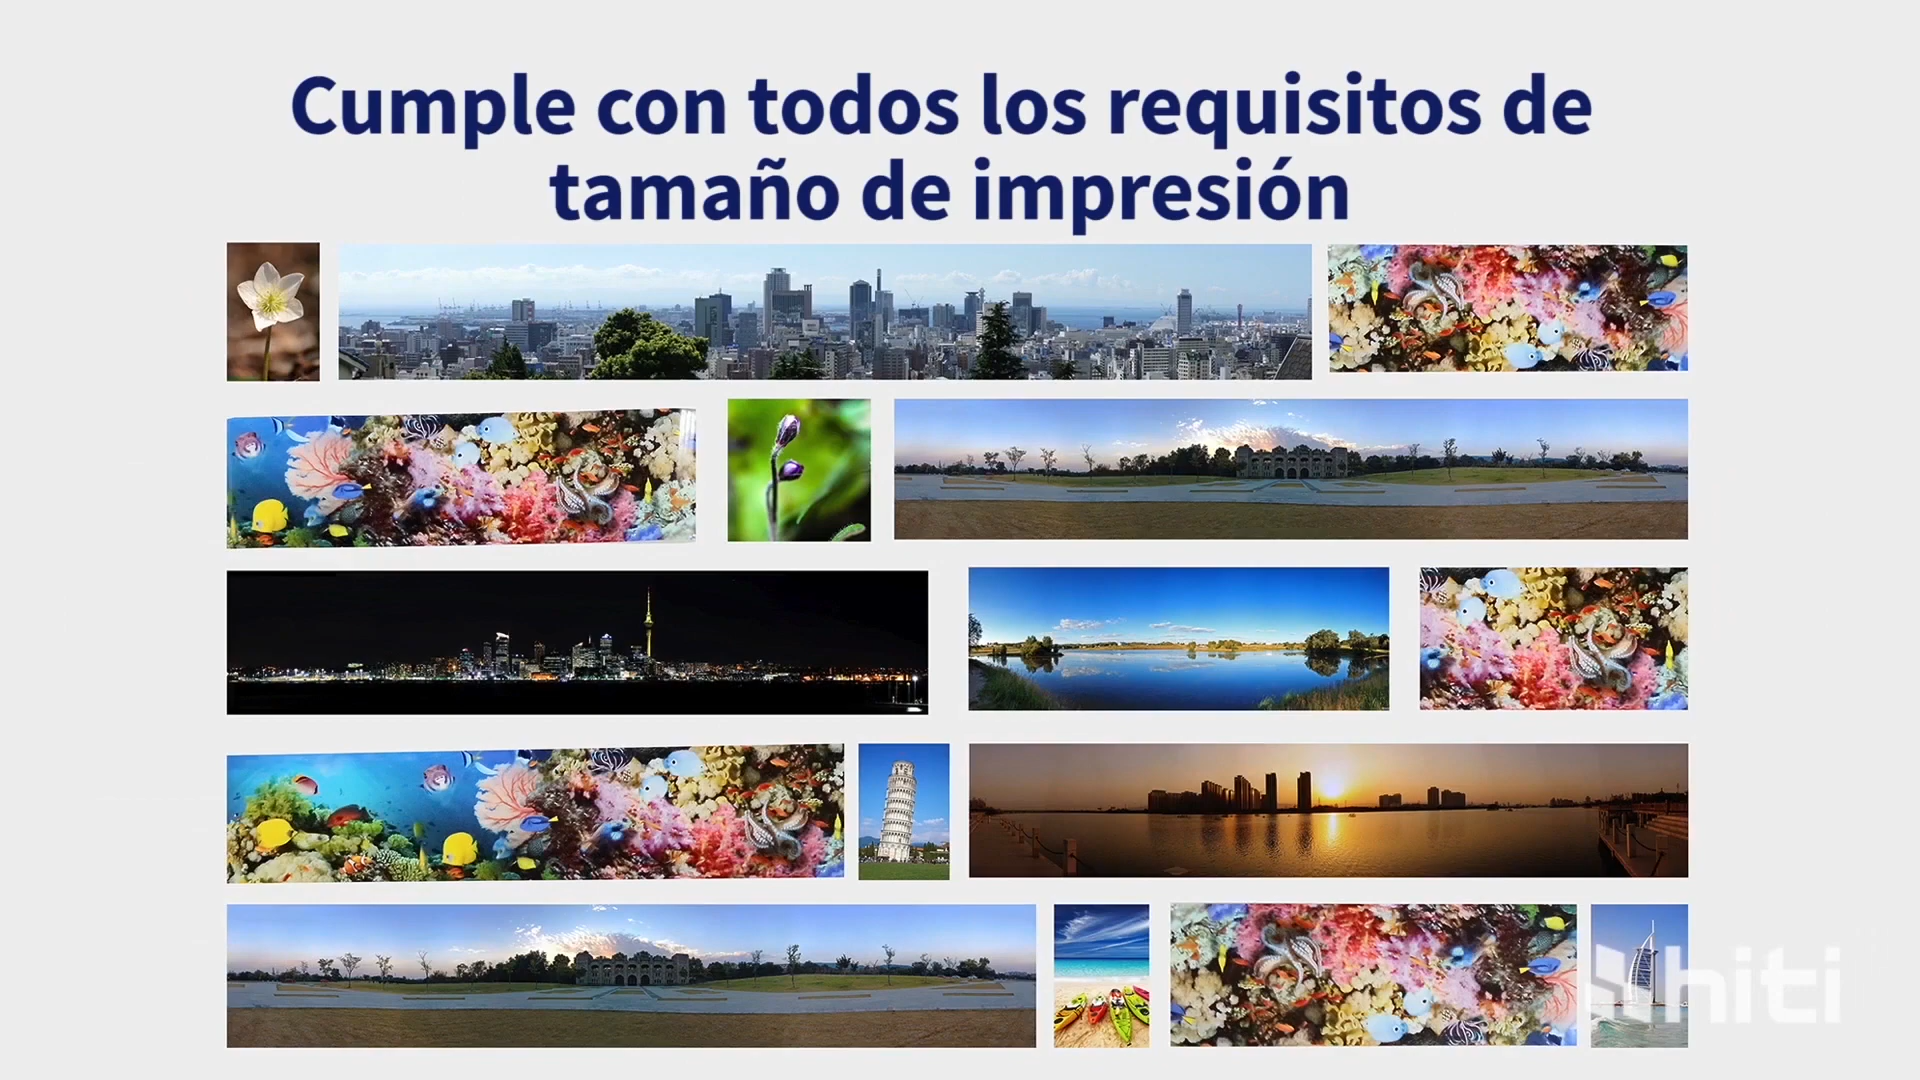 Cumple con todos los requisitos de
tamaño de impresión
hiti